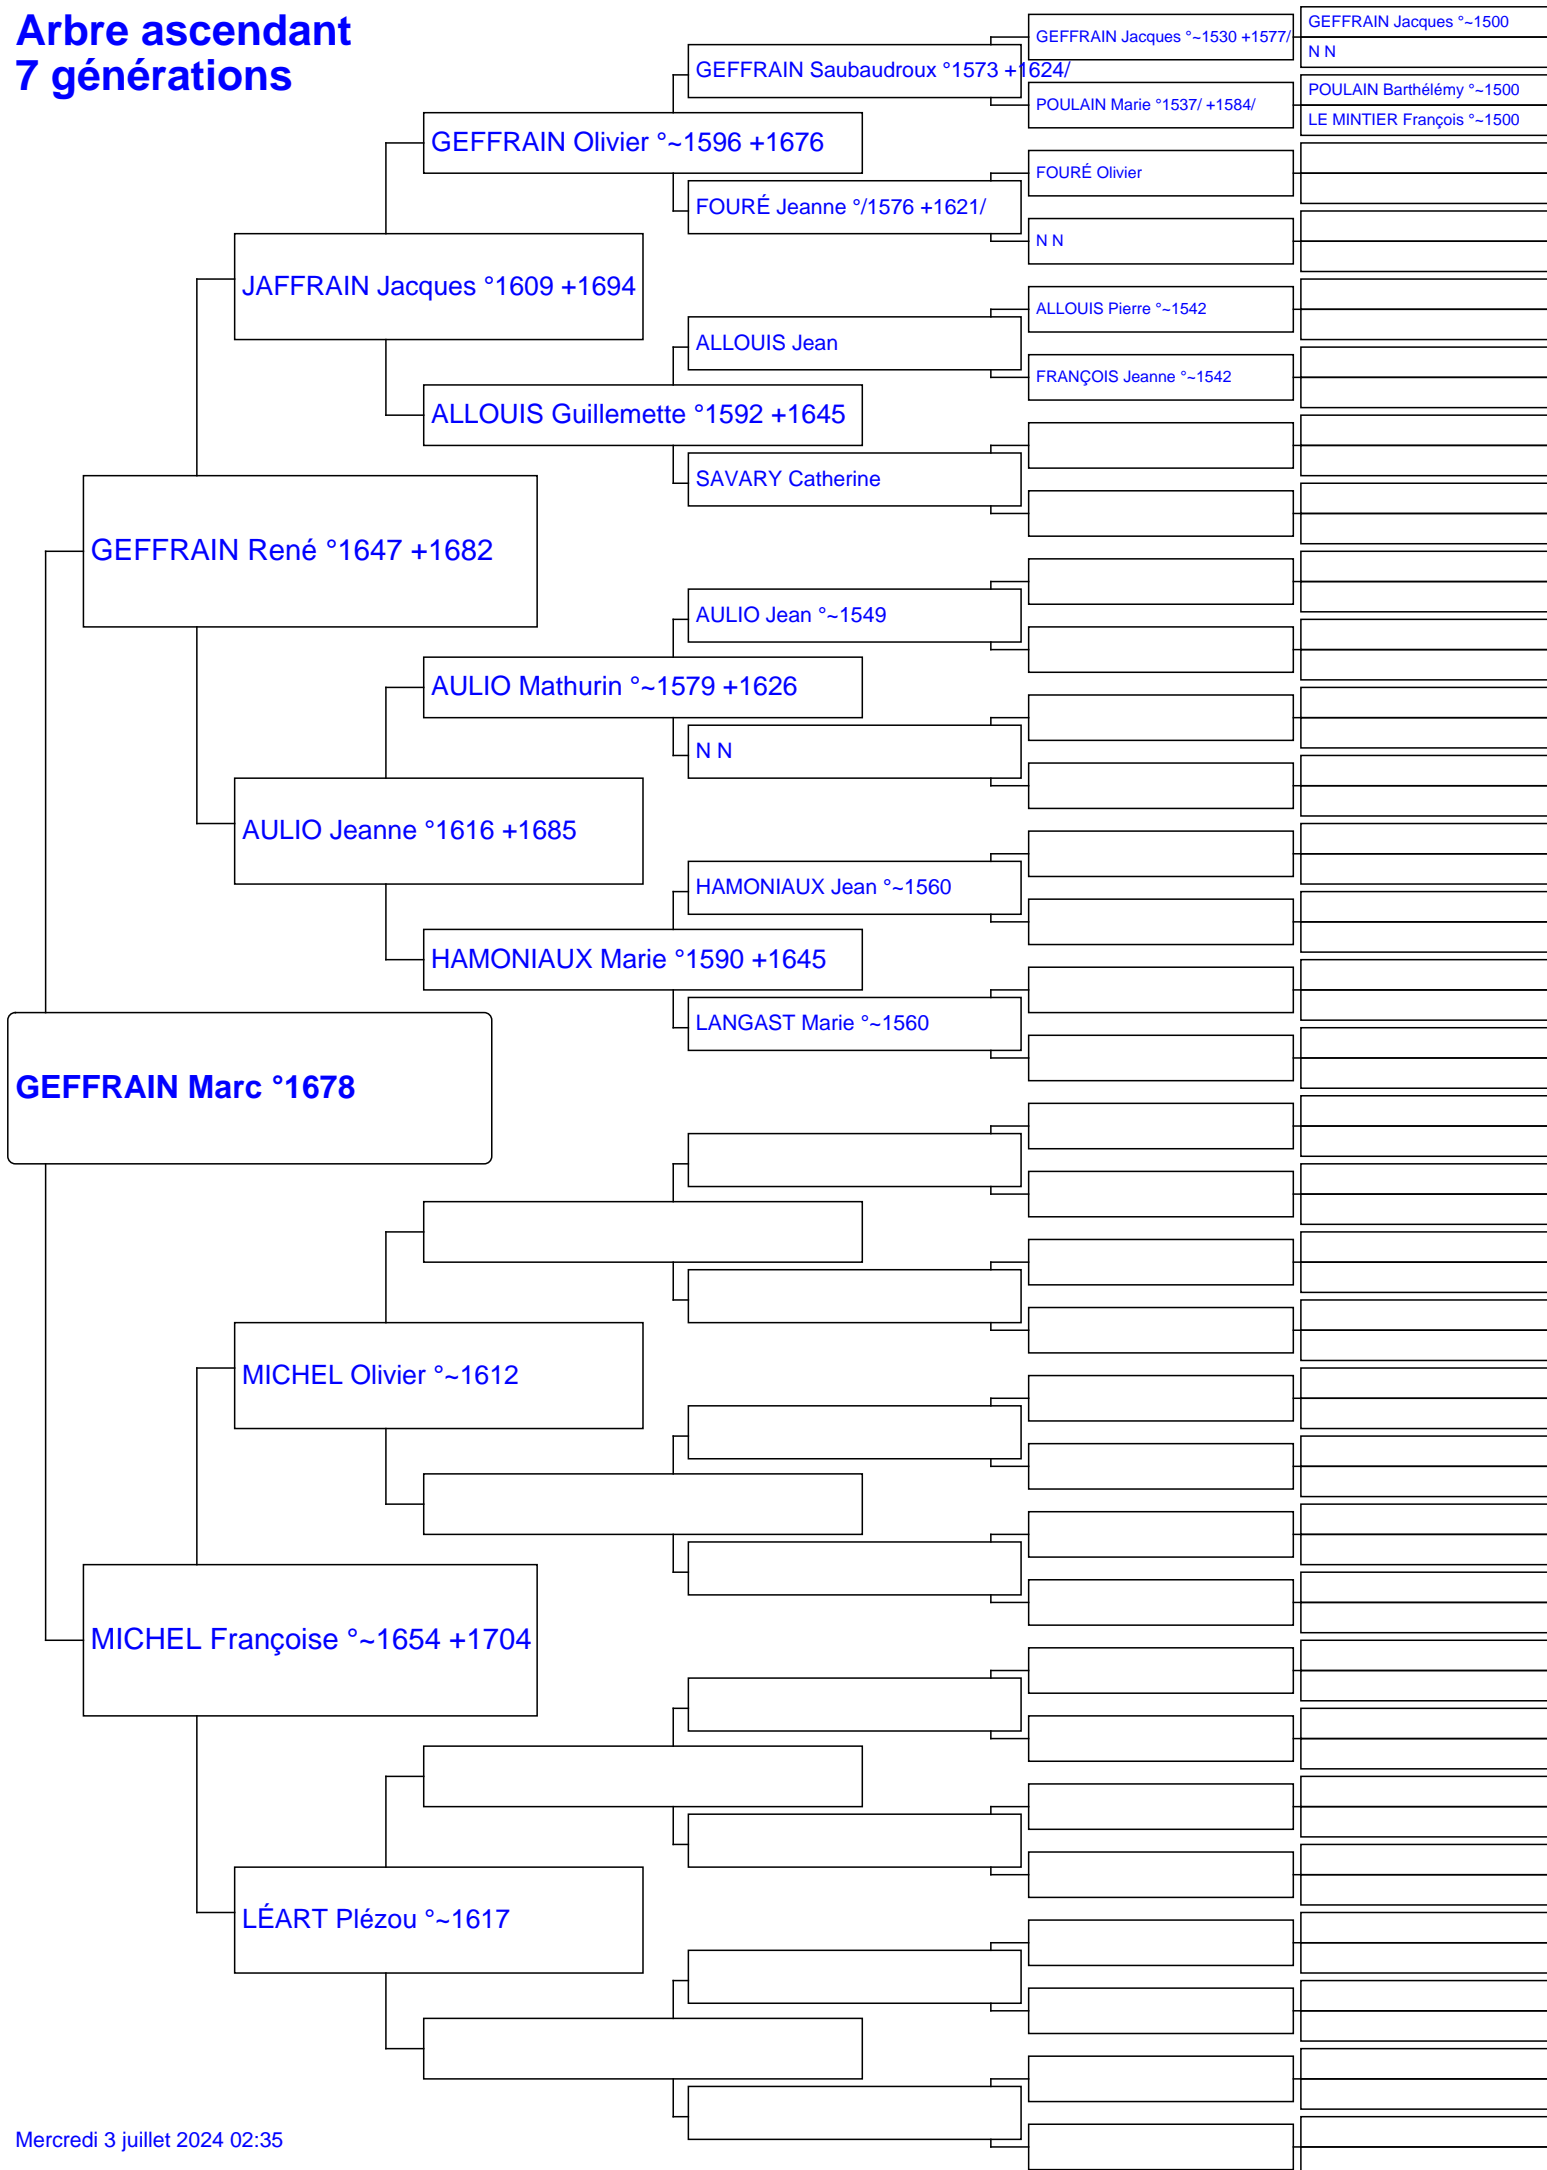 Arbre ascendant
7 générations
GEFFRAIN Marc °1678
GEFFRAIN René °1647 +1682
MICHEL Françoise °~1654 +1704
JAFFRAIN Jacques °1609 +1694
AULIO Jeanne °1616 +1685
MICHEL Olivier °~1612
LÉART Plézou °~1617
GEFFRAIN Olivier °~1596 +1676
ALLOUIS Guillemette °1592 +1645
AULIO Mathurin °~1579 +1626
HAMONIAUX Marie °1590 +1645
GEFFRAIN Saubaudroux °1573 +1624/
FOURÉ Jeanne °/1576 +1621/
ALLOUIS Jean
SAVARY Catherine
AULIO Jean °~1549
N N
HAMONIAUX Jean °~1560
LANGAST Marie °~1560
GEFFRAIN Jacques °~1530 +1577/
POULAIN Marie °1537/ +1584/
FOURÉ Olivier
N N
ALLOUIS Pierre °~1542
FRANÇOIS Jeanne °~1542
GEFFRAIN Jacques °~1500
N N
POULAIN Barthélémy °~1500
LE MINTIER François °~1500
Mercredi 3 juillet 2024 02:35